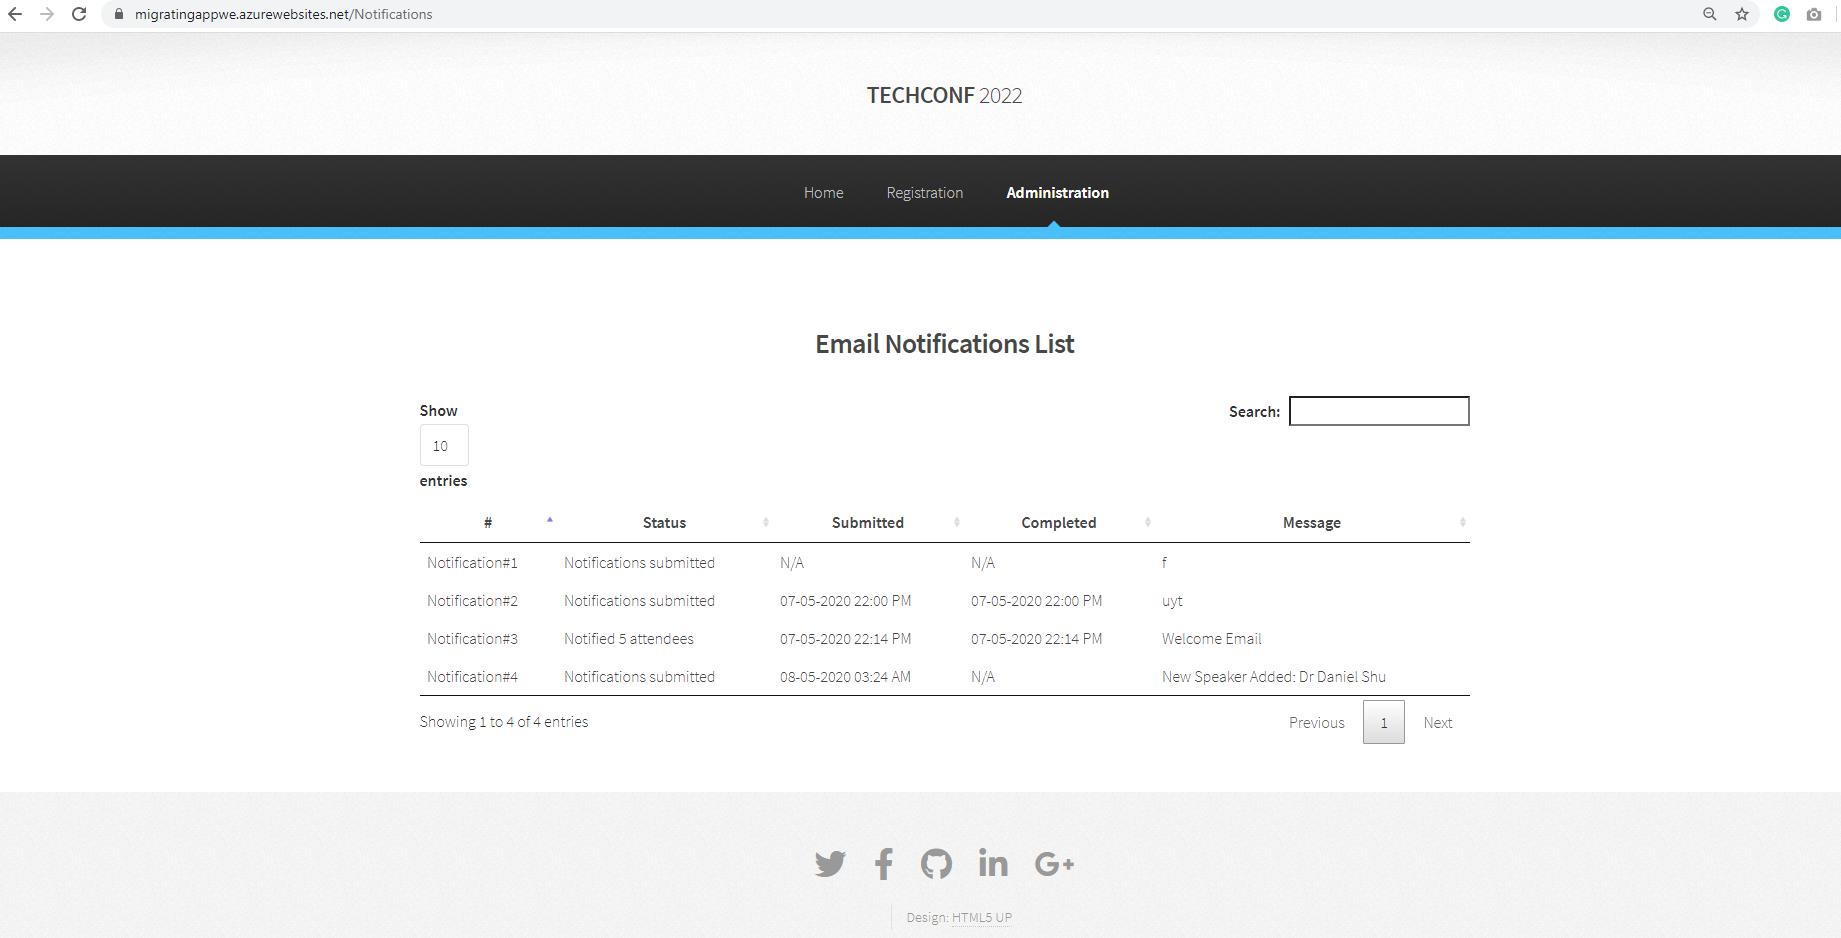 migratingappwe.azurewebsites.net/Notifications
TECHCONF 2022
Home Registration Administration
Email Notifications List
Show
10
entries
Search:
# Status Submitted Completed Message
Notification#1 Notifications submitted N/A N/A f
Notification#2 Notifications submitted 07-05-2020 22:00 PM 07-05-2020 22:00 PM uyt
Notification#3 Notified 5 attendees 07-05-2020 22:14 PM 07-05-2020 22:14 PM Welcome Email
Notification#4 Notifications submitted 08-05-2020 03:24 AM N/A New Speaker Added: Dr Daniel Shu
Showing 1 to 4 of 4 entries
Previous 1 Next
Design: HTML5 UP